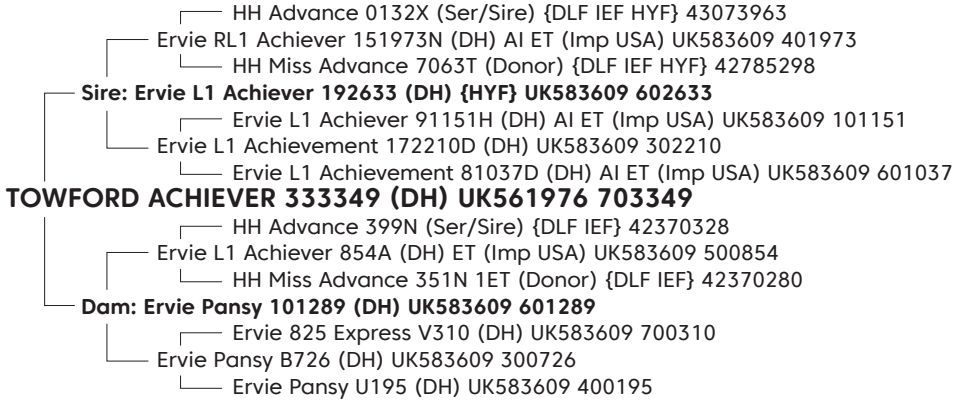 HH Advance 0132X (Ser/Sire) {DLF IEF HYF} 43073963
Ervie RL1 Achiever 151973N (DH) AI ET (Imp USA) UK583609 401973
HH Miss Advance 7063T (Donor) {DLF IEF HYF} 42785298
Sire: Ervie L1 Achiever 192633 (DH) {HYF} UK583609 602633
Ervie L1 Achiever 91151H (DH) AI ET (Imp USA) UK583609 101151
Ervie L1 Achievement 172210D (DH) UK583609 302210
Ervie L1 Achievement 81037D (DH) AI ET (Imp USA) UK583609 601037
TOWFORD ACHIEVER 333349 (DH) UK561976 703349
HH Advance 399N (Ser/Sire) {DLF IEF} 42370328
Ervie L1 Achiever 854A (DH) ET (Imp USA) UK583609 500854
HH Miss Advance 351N 1ET (Donor) {DLF IEF} 42370280
Dam: Ervie Pansy 101289 (DH) UK583609 601289
Ervie 825 Express V310 (DH) UK583609 700310
Ervie Pansy B726 (DH) UK583609 300726
Ervie Pansy U195 (DH) UK583609 400195